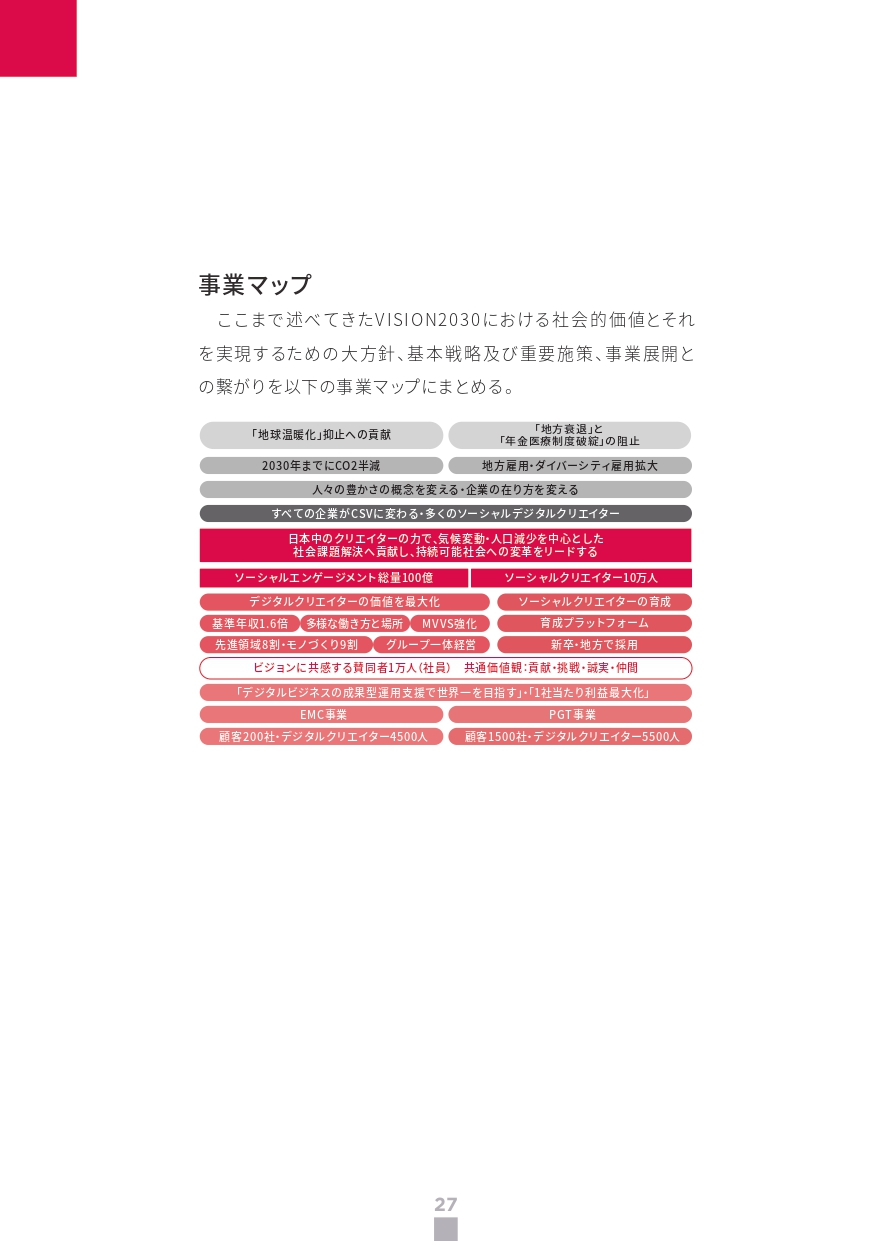 事業マップ
ここまで述べてきたVISION2030における社会的価値とそれ
を実現するための大方針、基本戦略及び重要施策、事業展開と
の繋がりを以下の事業マップにまとめる。
「地球温暖化」抑止への貢献
「地方衰退」と
「年金医療制度破綻」の阻止
2030年までにCO2半減
地方雇用・ダイバーシティ雇用拡大
人々の豊かさの概念を変える・企業の在り方を変える
すべての企業がCSVに変わる・多くのソーシャルデジタルクリエイター
日本中のクリエイターの力で、気候変動・人口減少を中心とした
社会課題解決へ貢献し、持続可能社会への変革をリードする
ソーシャルエンゲージメント総量100億
ソーシャルクリエイター10万人
デジタルクリエイターの価値を最大化
ソーシャルクリエイターの育成
基準年収1.6倍
多様な働き方と場所
MVVS強化
育成プラットフォーム
先進領域8割・モノづくり9割
グループ一体経営
新卒・地方で採用
ビジョンに共感する賛同者1万人（社員）　共通価値観：貢献・挑戦・誠実・仲間
「デジタルビジネスの成果型運用支援で世界一を目指す」・「1社当たり利益最大化」
EMC事業
PGT事業
顧客200社・デジタルクリエイター4500人
顧客1500社・デジタルクリエイター5500人
27